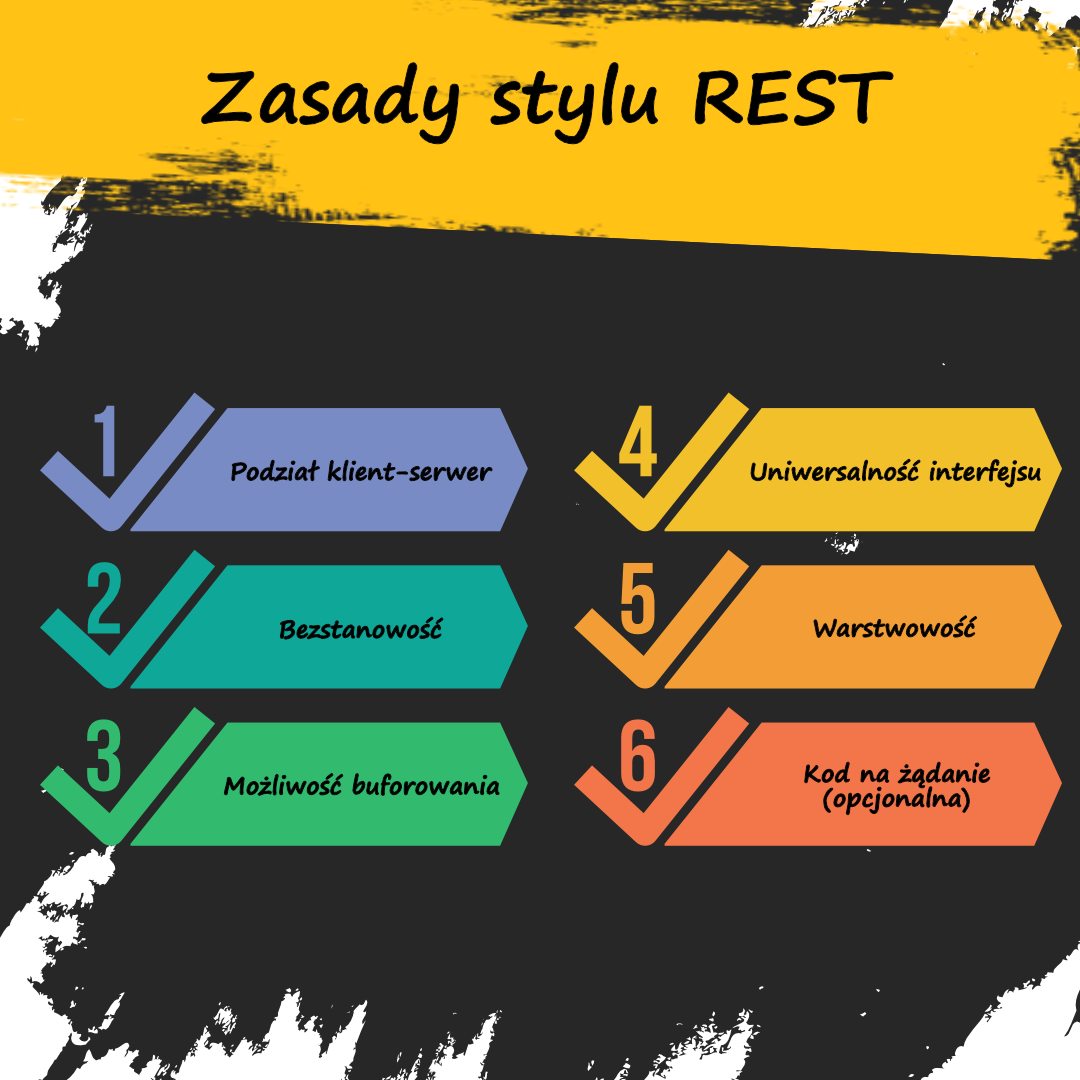 Zasady stylu REST
1
Podział klient-serwer
2
Bezstanowość
3
Możliwość buforowania
4
Uniwersalność interfejsu
5
Warstwowość
6
Kod na żądanie
(opcjonalna)